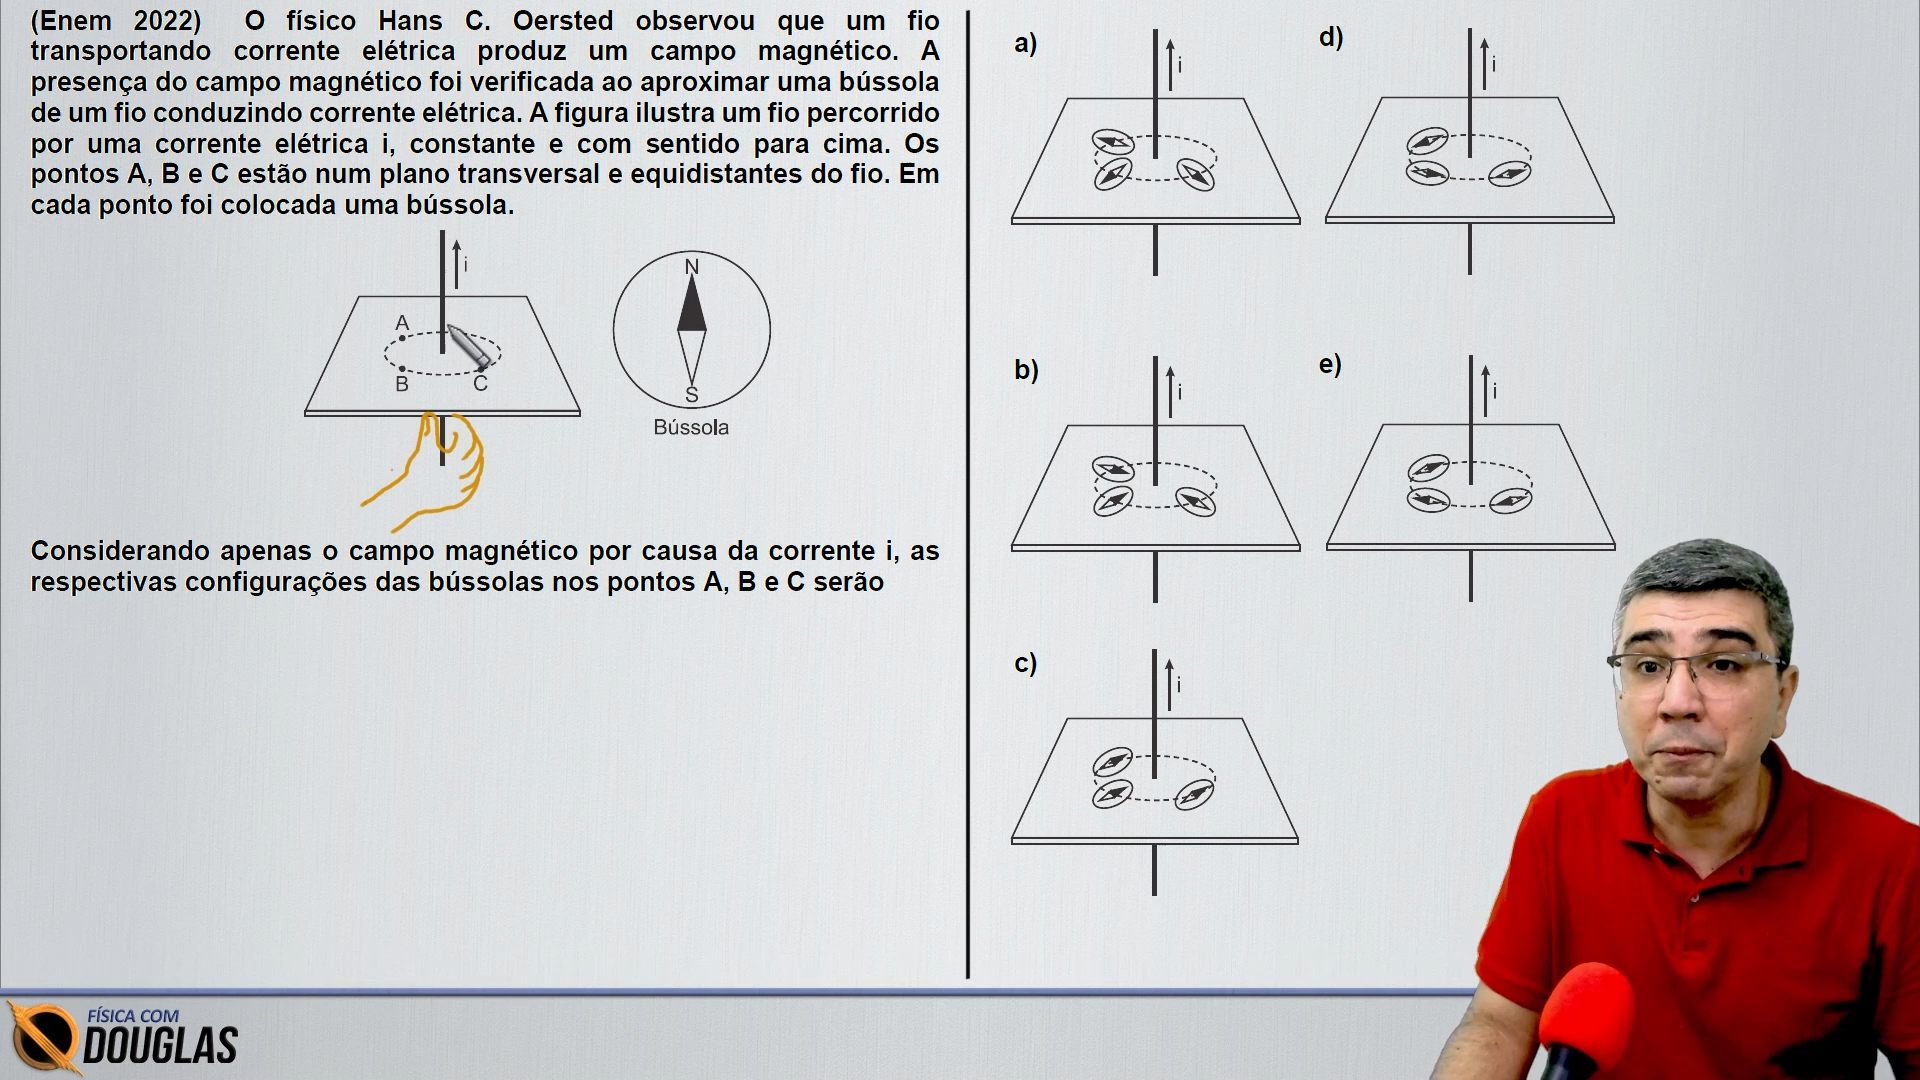 (Enem 2022) O físico Hans C. Oersted observou que um fio
transportando corrente elétrica produz um campo magnético. A
presença do campo magnético foi verificada ao aproximar uma bússola
de um fio conduzindo corrente elétrica. A figura ilustra um fio percorrido
por uma corrente elétrica i, constante e com sentido para cima. Os
pontos A, B e C estão num plano transversal e equidistantes do fio. Em
cada ponto foi colocada uma bússola.
i
A
B
C
N
S
Bússola
Considerando apenas o campo magnético por causa da corrente i, as
respectivas configurações das bússolas nos pontos A, B e C serão
a)
i
b)
i
c)
i
d)
i
e)
i
FÍSICA COM
DOUGLAS